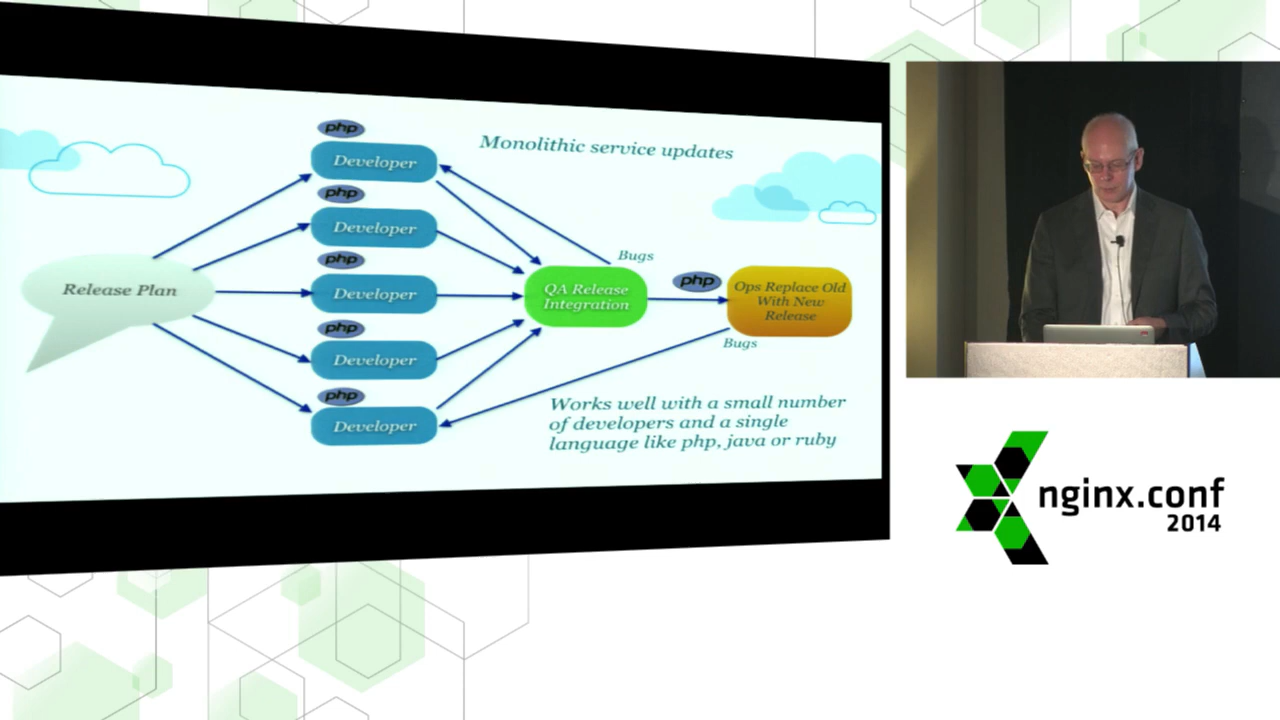 Monolithic service updates
php
Developer
php
Developer
php
Developer
php
Developer
php
Developer
Release Plan
Bugs
QA Release
Integration
php
Ops Replace Old
With New
Release
Bugs
Works well with a small number
of developers and a single
language like php, java or ruby
nginx.conf
2014